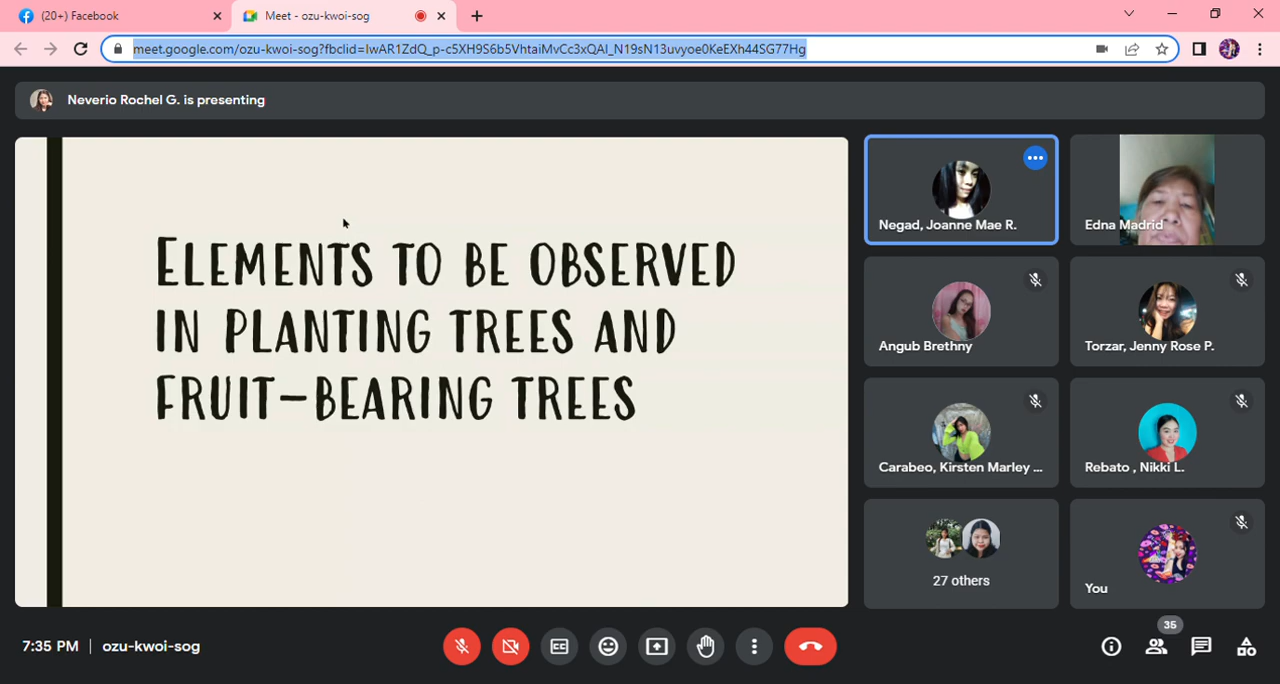 (20+) Facebook
Meet - ozu-kwoi-sog
meet.google.com/ozu-kwoi-sog?fbclid=IwAR1ZdQ_p-c5XH9S6b5VhtaiMvCc3xQAI_N19sN13uvyoe0KeEXh44SG77Hg
Neverio Rochel G. is presenting
ELEMENTS TO BE OBSERVED
IN PLANTING TREES AND
FRUIT-BEARING TREES
Negad, Joanne Mae R.
Edna Madrid
Angub Brethny
Torzar, Jenny Rose P.
Carabeo, Kirsten Marley ...
Rebato , Nikki L.
27 others
You
7:35 PM | ozu-kwoi-sog
CC
35